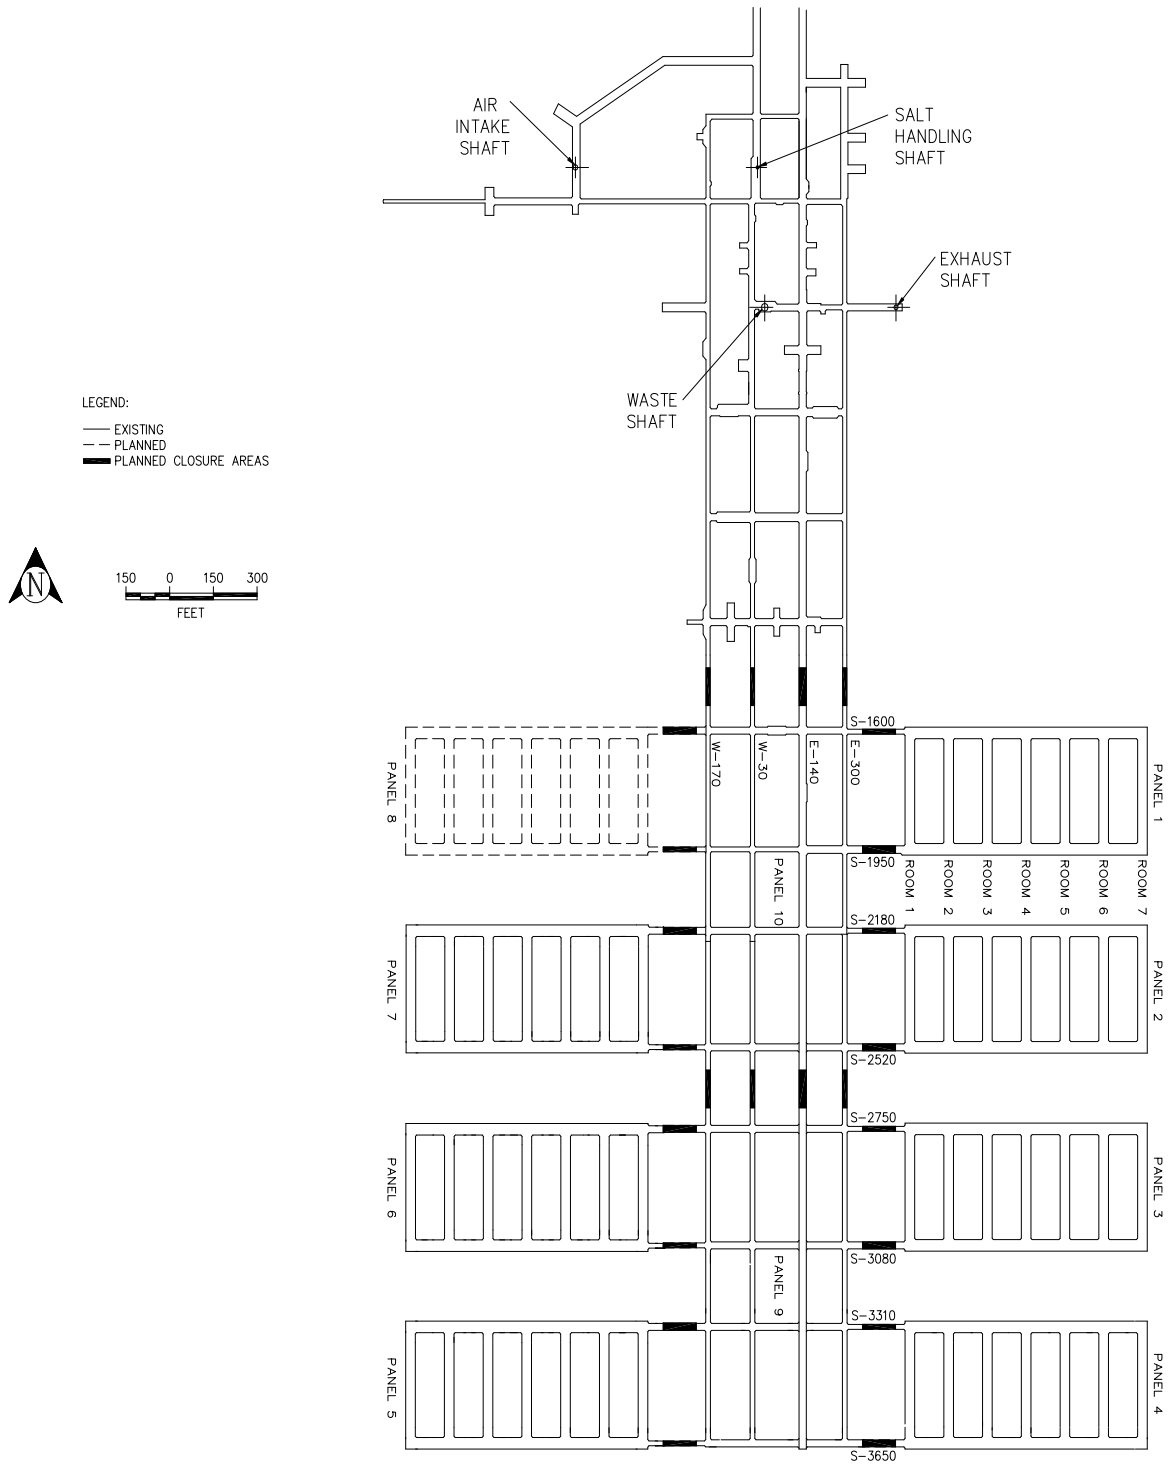 AIR
INTAKE
SHAFT
SALT
HANDLING
SHAFT
EXHAUST
SHAFT
WASTE
SHAFT
LEGEND:
EXISTING
PLANNED
PLANNED CLOSURE AREAS
N
150 0 150 300
FEET
S-1600
W-170
W-30
E-140
E-300
PANEL 8
PANEL 1
S-1950
PANEL 10
ROOM 1
ROOM 2
ROOM 3
ROOM 4
ROOM 5
ROOM 6
ROOM 7
S-2180
PANEL 7
PANEL 2
S-2520
S-2750
PANEL 6
PANEL 3
S-3080
PANEL 9
S-3310
PANEL 5
PANEL 4
S-3650